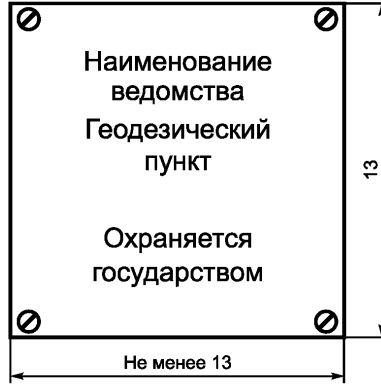 Наименование
ведомства
Геодезический
пункт
Охраняется
государством
13
Не менее 13